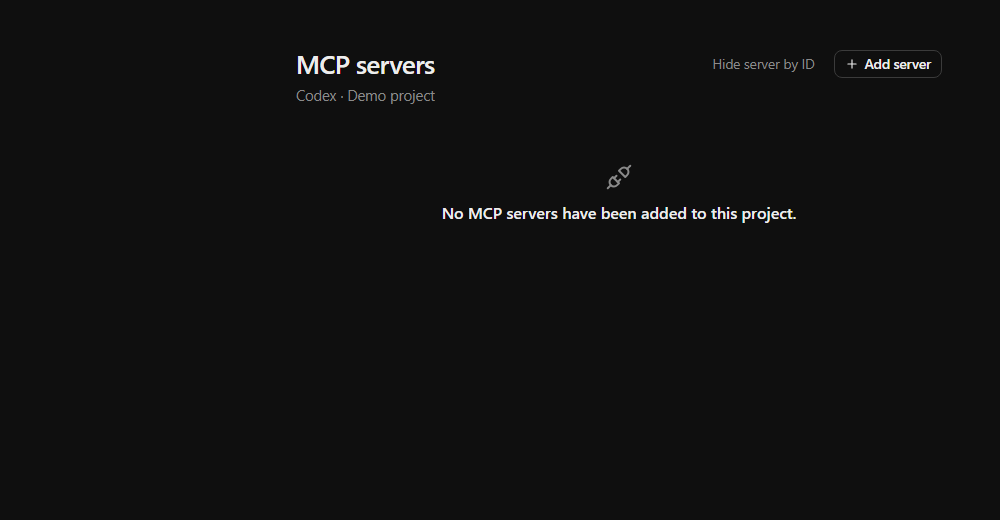 MCP servers
Hide server by ID
Add server
Codex · Demo project
No MCP servers have been added to this project.